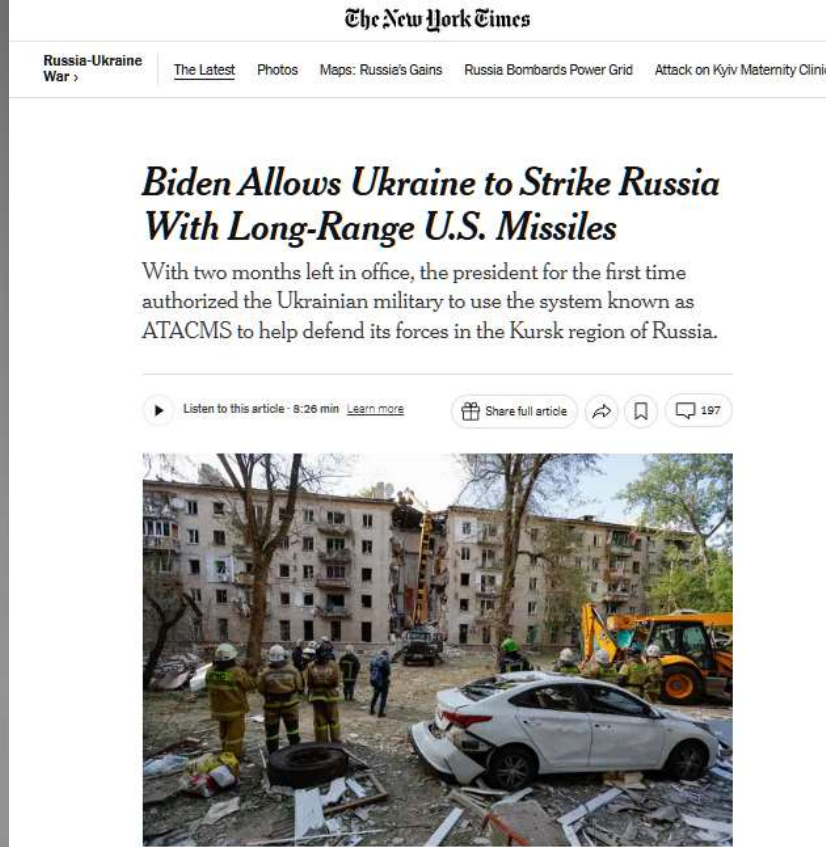 The New York Times
Russia-Ukraine
War ›
The Latest
Photos
Maps: Russia's Gains
Russia Bombards Power Grid
Attack on Kyiv Maternity Clini
Biden Allows Ukraine to Strike Russia
With Long-Range U.S. Missiles
With two months left in office, the president for the first time
authorized the Ukrainian military to use the system known as
ATACMS to help defend its forces in the Kursk region of Russia.
Listen to this article · 8:26 min Learn more
Share full article
197